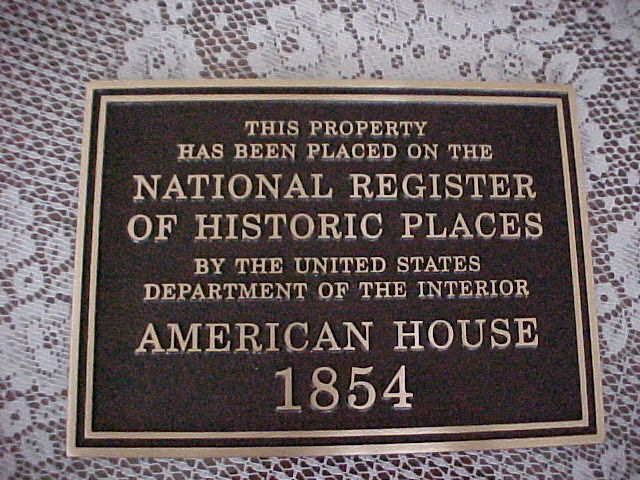 THIS PROPERTY
HAS BEEN PLACED ON THE
NATIONAL REGISTER
OF HISTORIC PLACES
BY THE UNITED STATES
DEPARTMENT OF THE INTERIOR
AMERICAN HOUSE
1854